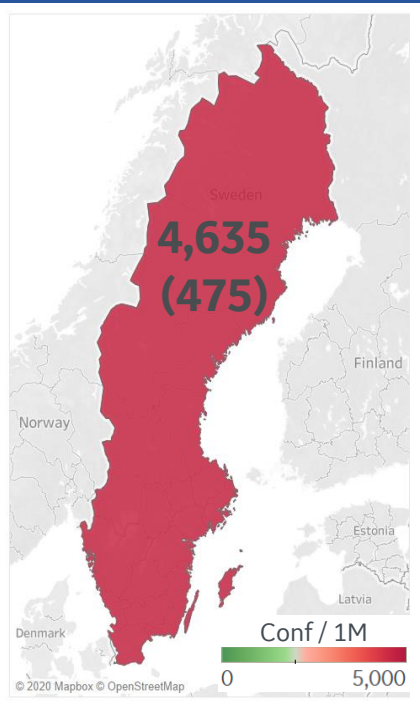 Sweden
4,635
(475)
Finland
Norway
Estonia
Latvia
Denmark
Conf / 1M
0 5,000
© 2020 Mapbox © OpenStreetMap